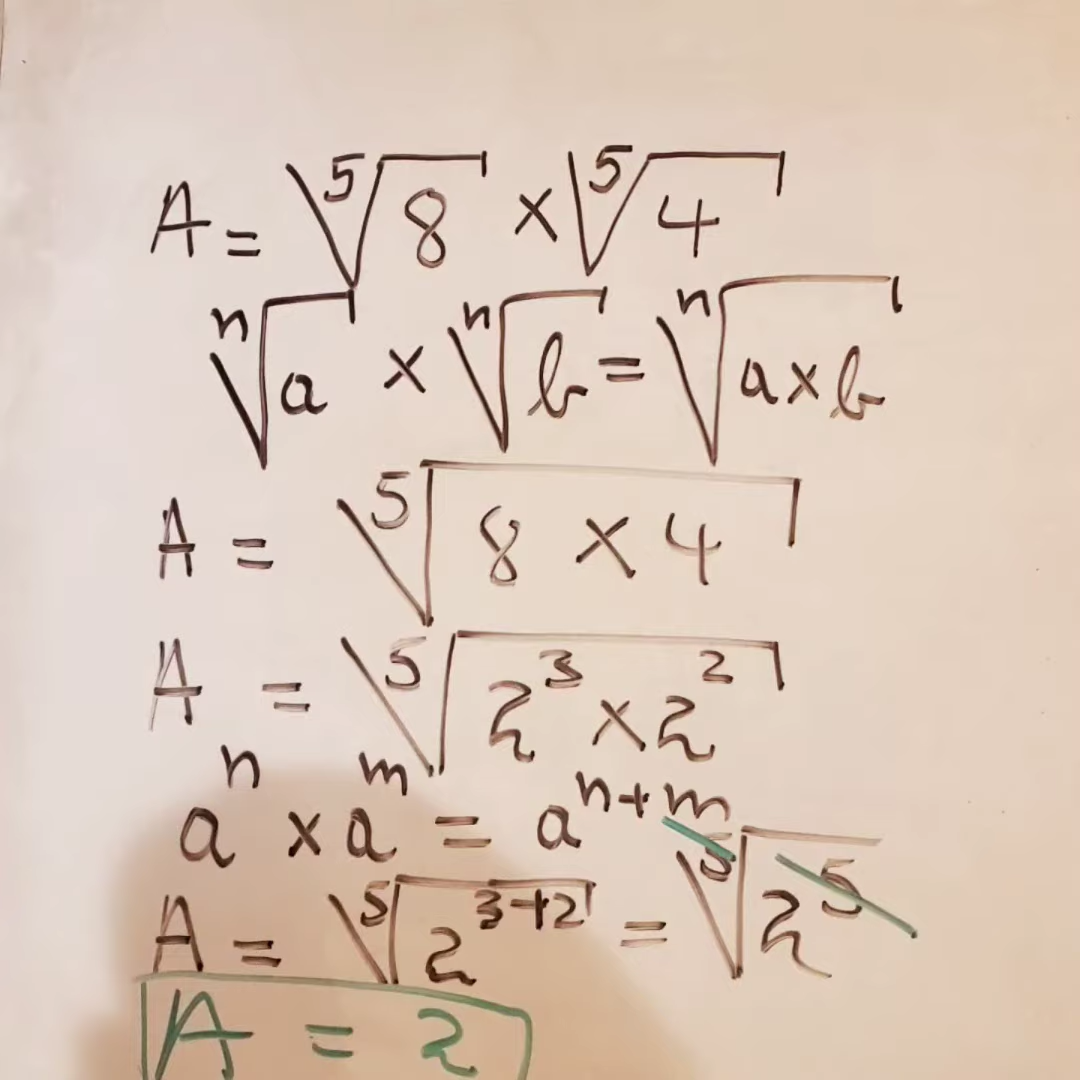 A = ⁵√8 × ⁵√4
ⁿ√a × ⁿ√b = ⁿ√a×b
A = ⁵√8 × 4
A = ⁵√2³ × 2²
aⁿ × aᵐ = aⁿ⁺ᵐ
A = ⁵√2³⁺² = ⁵√2⁵
A = 2